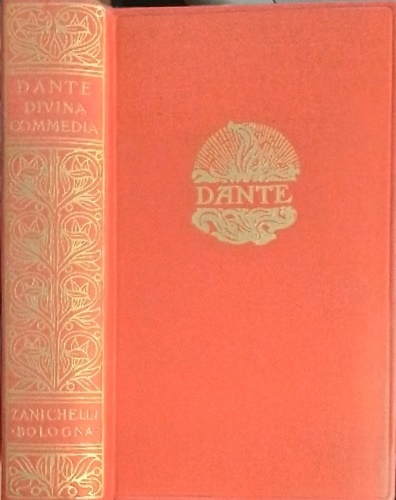 DANTE
DIVINA
COMMEDIA
ZANICHELLI
·BOLOGNA·
DANTE